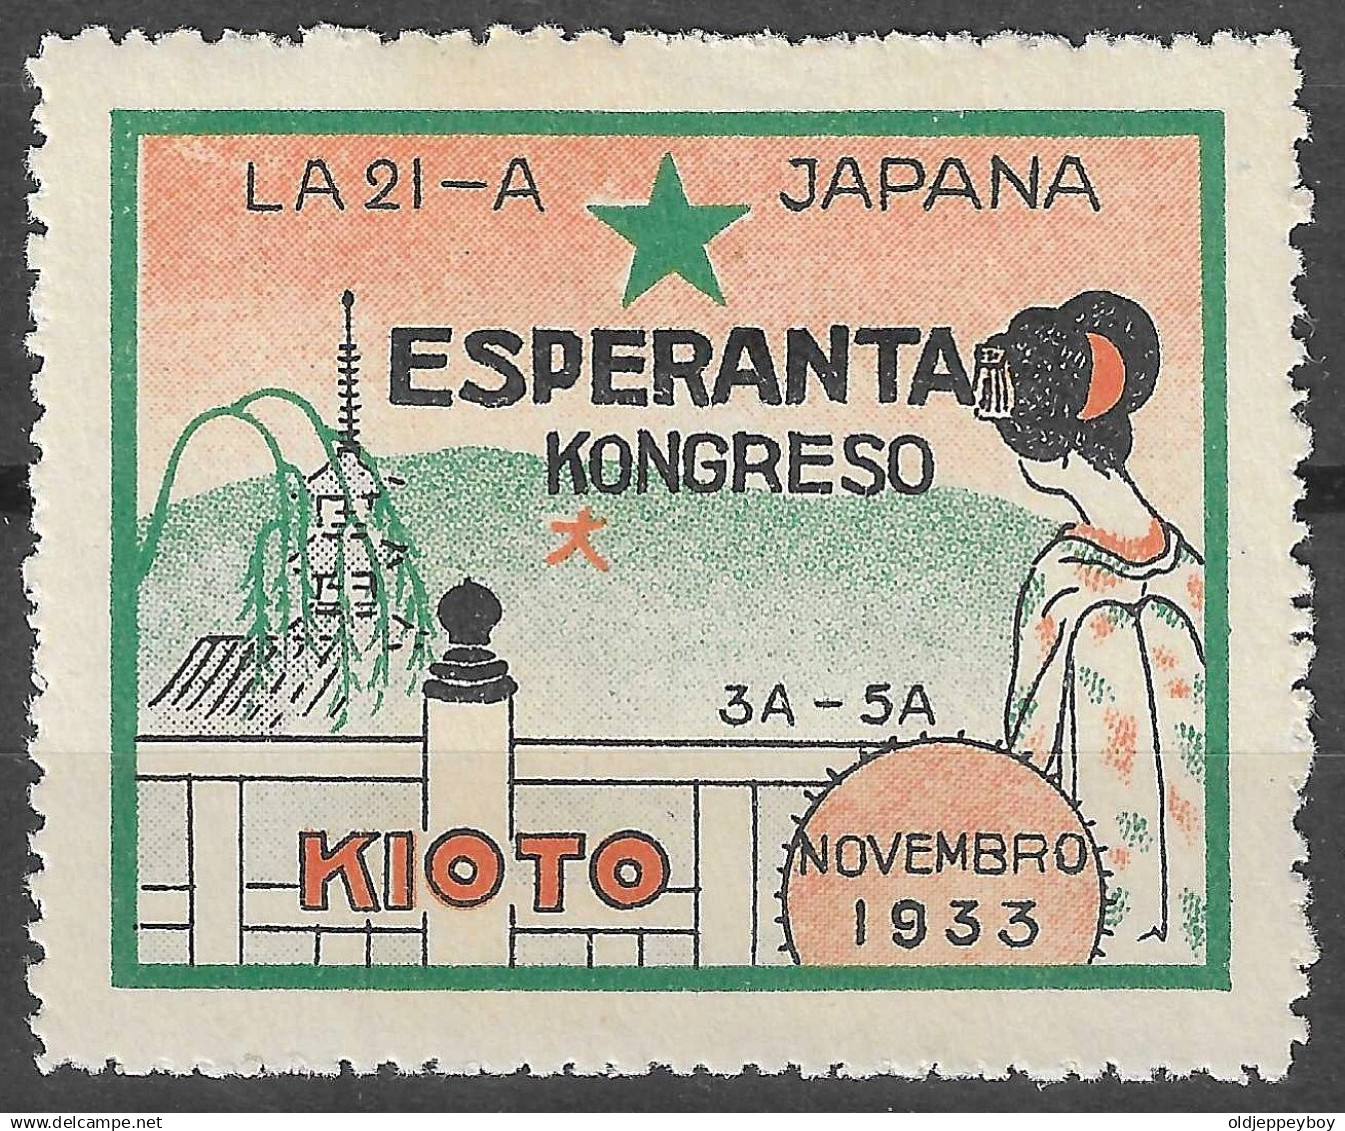 LA 21-A JAPANA
ESPERANTA
KONGRESO
大
3A - 5A
KIOTO
NOVEMBRO
1933
oldjeppeyboy